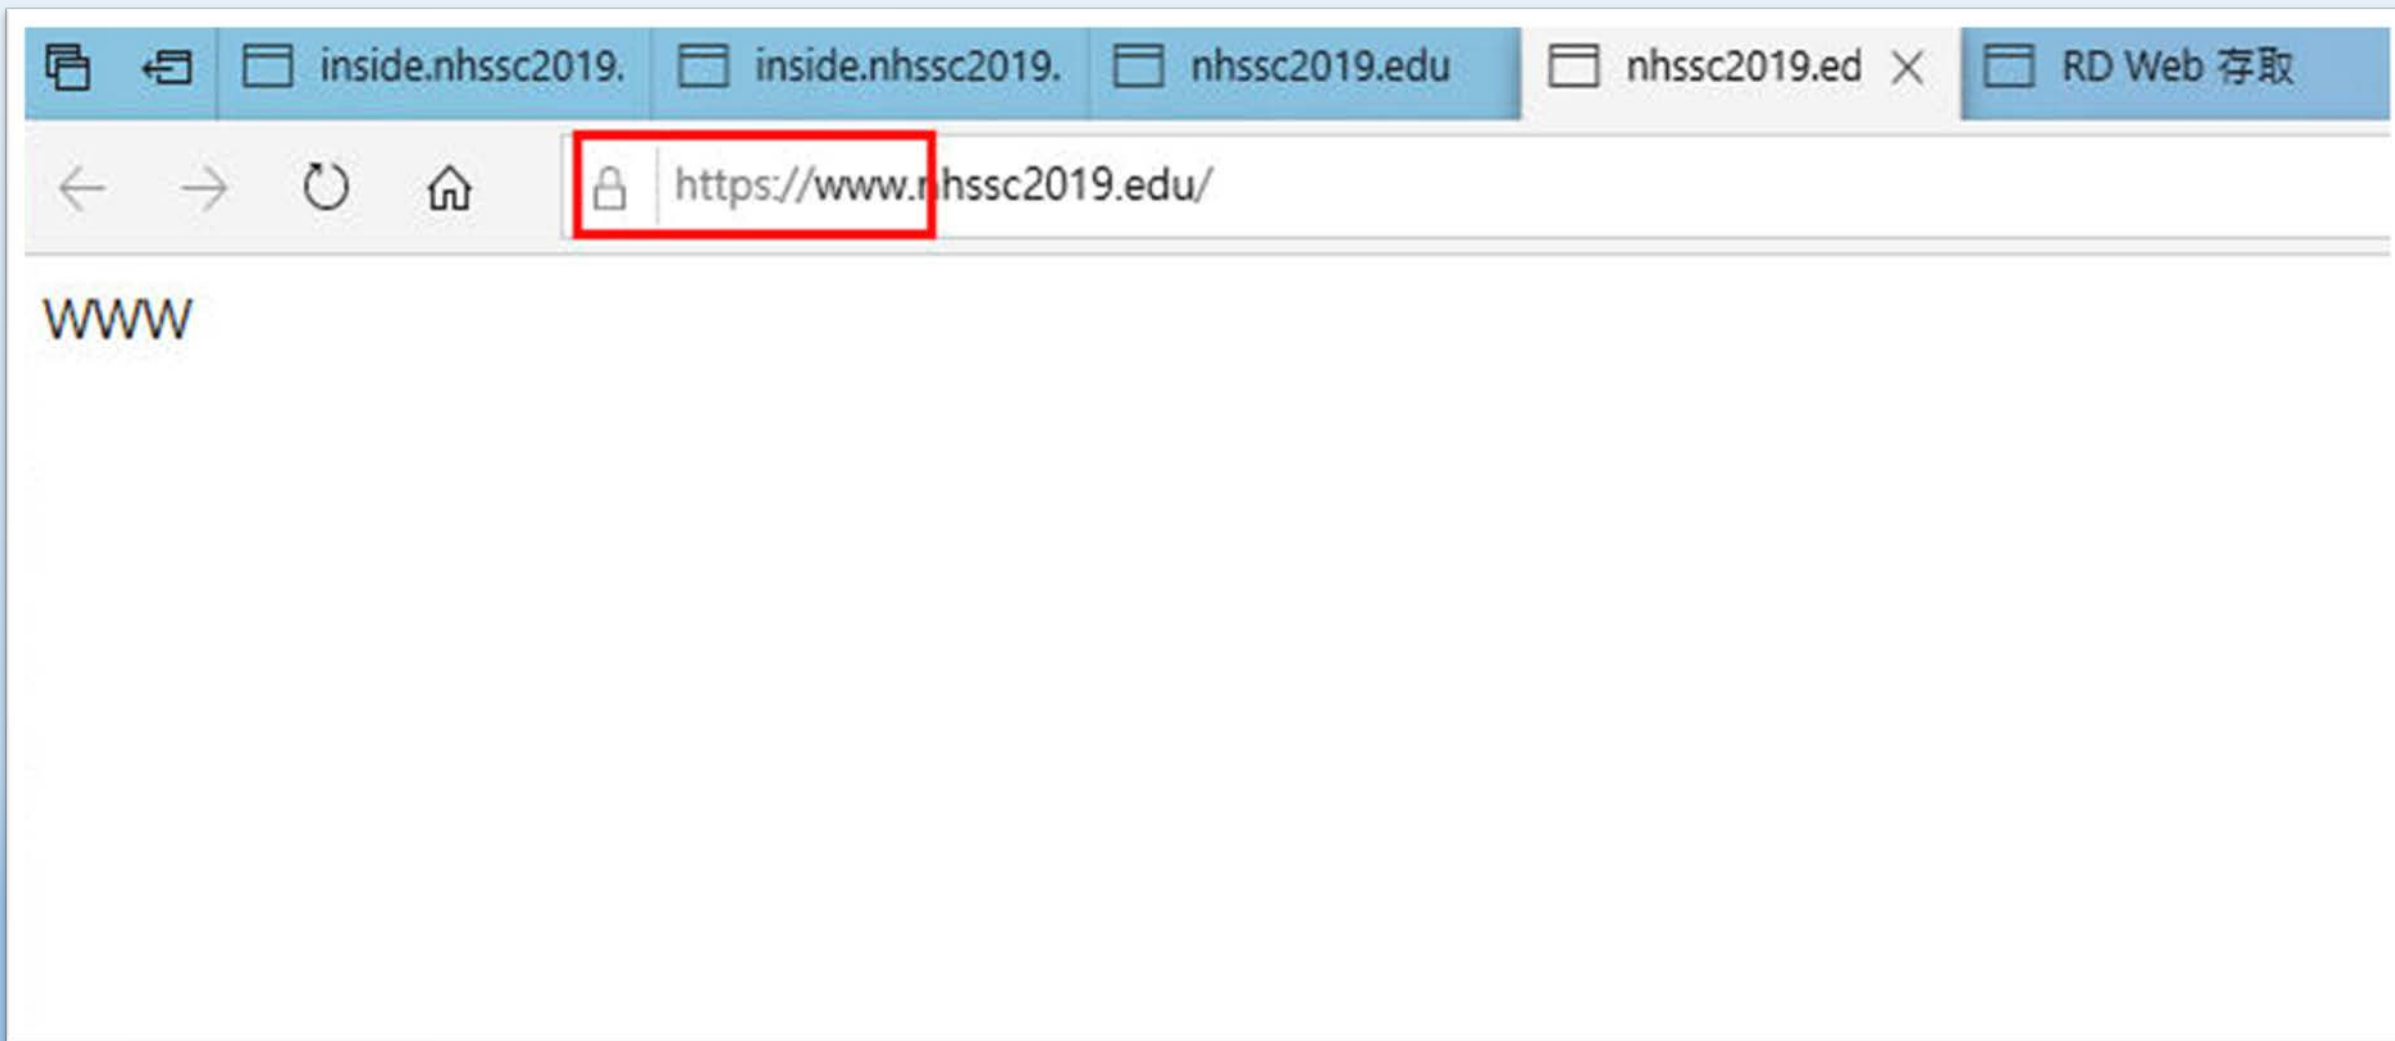 inside.nhssc2019. inside.nhssc2019. nhssc2019.edu nhssc2019.ed RD Web 存取
https://www.nhssc2019.edu/
WWW